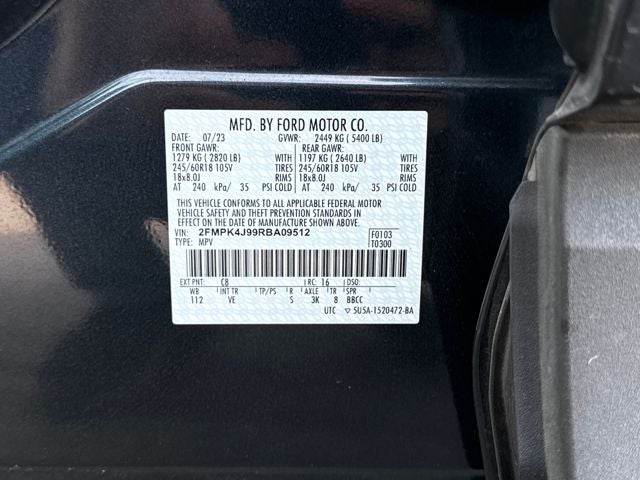 MFD. BY FORD MOTOR CO.
DATE: 07/23 GVWR: 2449 KG ( 5400 LB)
FRONT GAWR: REAR GAWR:
1279 KG ( 2820 LB) WITH 1197 KG ( 2640 LB) WITH
245/60R18 105V TIRES 245/60R18 105V TIRES
18x8.0J RIMS 18x8.0J RIMS
AT 240 kPa/ 35 PSI COLD AT 240 kPa/ 35 PSI COLD
THIS VEHICLE CONFORMS TO ALL APPLICABLE FEDERAL MOTOR
VEHICLE SAFETY AND THEFT PREVENTION STANDARDS IN
EFFECT ON THE DATE OF MANUFACTURE SHOWN ABOVE.
VIN: 2FMPK4J99RBA09512 F0103
TYPE: MPV T0300
EXT PNT: C8 RC: 16 DSO:
WB INT TR TP/PS R AXLE TR SPR
112 VE S 3K 8 BBCC
UTC ▽ 5U5A-1520472-BA